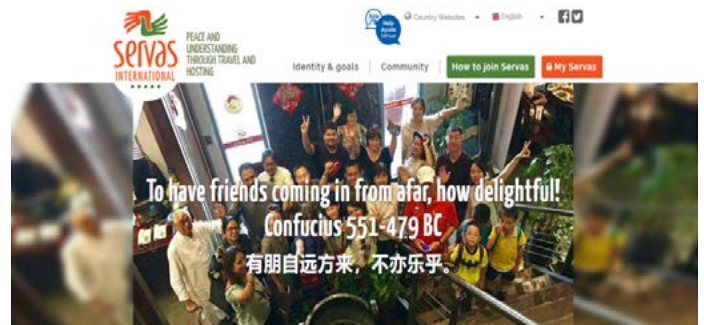 servas
INTERNATIONAL
PEACE AND
UNDERSTANDING
THROUGH TRAVEL AND
HOSTING
Help
Ayuda
Country Websites
English
Identity & goals
Community
How to join Servas
My Servas
To have friends coming in from afar, how delightful!
Confucius 551-479 BC
有朋自远方来，不亦乐乎。